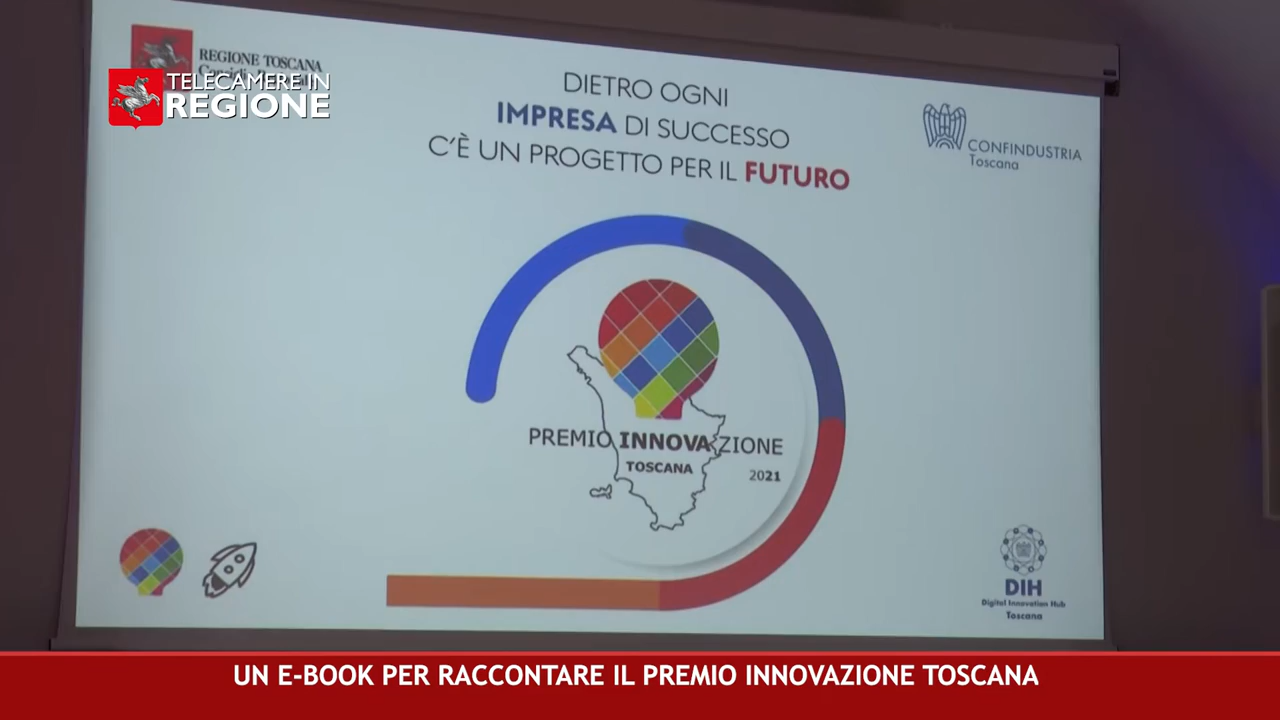 REGIONE TOSCANA
TELECAMERE IN
REGIONE
DIETRO OGNI
IMPRESA DI SUCCESSO
C'È UN PROGETTO PER IL FUTURO
CONFINDUSTRIA
Toscana
PREMIO INNOVAZIONE
TOSCANA
2021
DIH
Digital Innovation Hub
Toscana
UN E-BOOK PER RACCONTARE IL PREMIO INNOVAZIONE TOSCANA